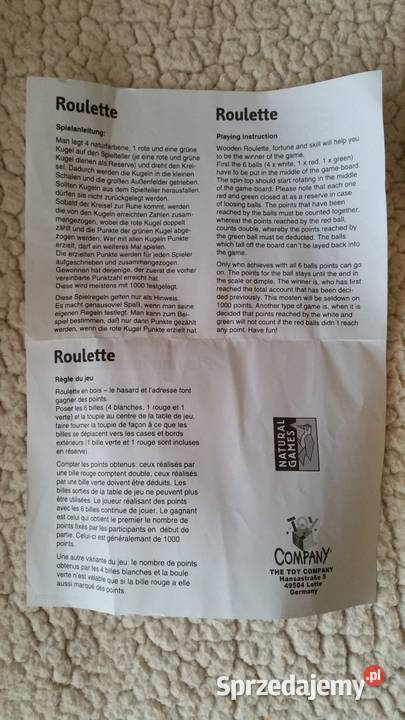 Roulette
Spielanleitung:
Man legt 4 naturfarbene, 1 rote und eine grüne
Kugel auf den Spielteller (je eine rote und grüne
Kugel dienen als Reserve) und dreht den Krei-
sel. Dadurch werden die Kugeln in die kleinen
Schalen und die großen Außenfelder getrieben.
Sollten Kugeln aus dem Spielteller herausfallen,
dürfen sie nicht zurückgelegt werden.
Sobald der Kreisel zur Ruhe kommt, werden
die von den Kugeln erreichten Zahlen zusam-
mengezogen, wobei die rote Kugel doppelt
zählt und die Punkte der grünen Kugel abge-
zogen werden. Wer mit allen Kugeln Punkte
erzielt, darf ein weiteres Mal spielen.
Die erzielten Punkte werden für jeden Spieler
aufgeschrieben und zusammengezogen.
Gewonnen hat derjenige, der zuerst die vorher
vereinbarte Punktzahl erreicht hat.
Diese wird meistens mit 1000 festgelegt.
Diese Spielregeln gelten nur als Hinweis.
Es macht genausoviel Spaß, wenn man seine
eigenen Regeln festlegt. Man kann zum Bei-
spiel bestimmen, daß nur dann Punkte gezählt
werden, wenn die rote Kugel Punkte erzielt hat.
Roulette
Playing instruction
Wooden Roulette, fortune and skill will help you
to be the winner of the game.
First the 6 balls (4 x white, 1 x red, 1 x green)
have to be put in the middle of the game-board.
The spin top should start rotating in the middle
of the game-board. Please note that each one
red and green closed at as a reserve in case
of loosing balls. The points that have been
reached by the balls must be counted together,
whereat the points reached by the red ball,
counts double, whereby the points reached by
the green ball must be deducted. The balls
which fall off the board can´t be layed back into
the game.
Only who achieves with all 6 balls points can go
on. The points for the ball stays until the end in
the scale or dimple. The winner is, who has first
reached the total account that has been deci-
ded previously. This mosten will be setdown on
1000 points. Another type of game is, when it is
decided that points reached by the white and
green will not count if the red balls didn´t reach
any point. Have fun!
Roulette
Règle du jeu
Roulette en bois – le hasard et l'adresse font
gagner des points.
Poser les 6 billes (4 blanches, 1 rouge et 1
verte) et la toupie au centre de la table de jeu,
faire tourner la toupie de façon à ce que les
billes se déplacent vers les cases et bords
extérieurs (1 bille verte et 1 rouge sont incluses
en réserve).
Compter les points obtenus: ceux réalisés par
une bille rouge comptent double, ceux réalisés
par une bille verte doivent être déduits. Les
billes sorties de la table de jeu ne peuvent plus
être utilisées. Le joueur réalisant des points
avec les 6 billes continue de jouer. Le gagnant
est celui qui obtient le premier le nombre de
points fixés par les participants en début de
partie. Celui-ci est généralement de 1000
points.
Une autre variante du jeu: le nombre de points
obtenus par les 4 billes blanches et la boule
verte n'est valable que si la bille rouge a elle
aussi marqué des points.
NATURAL
GAMES
TOY
COMPANY
THE TOY COMPANY
Hansastraße 5
49504 Lotte
Germany
Sprzedajemy.pl